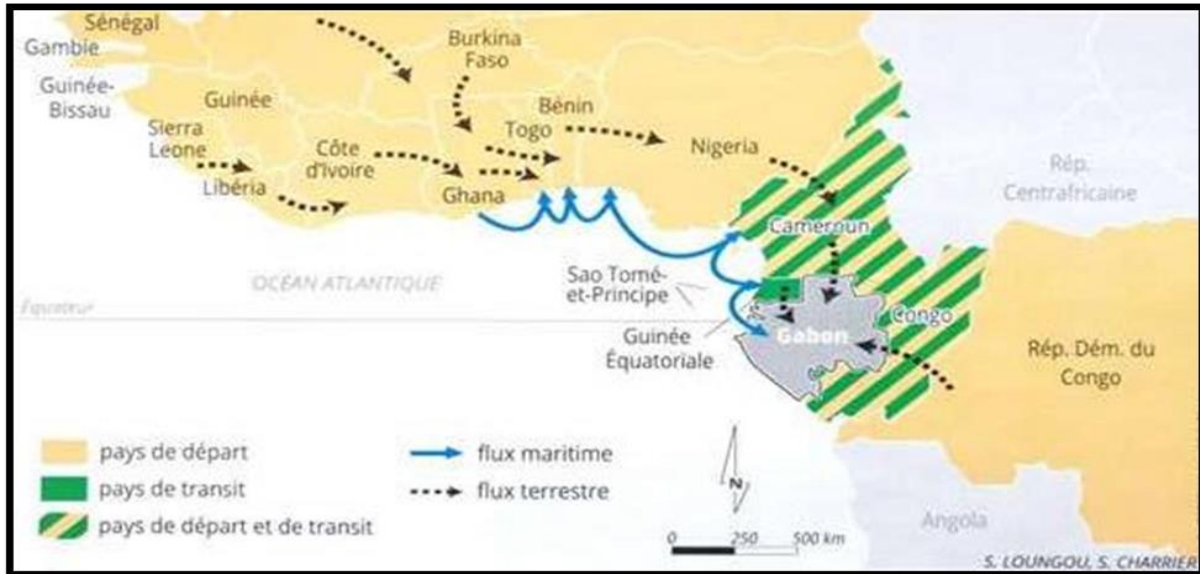 Sénégal
Gambie
Guinée-
Bissau
Guinée
Sierra
Leone
Libéria
Côte
d'Ivoire
Burkina
Faso
Ghana
Togo
Bénin
Nigeria
Rép.
Centrafricaine
Cameroun
OCÉAN ATLANTIQUE
Équateur
Sao Tomé-
et-Principe
Guinée
Équatoriale
Gabon
Congo
Rép. Dém. du
Congo
Angola
pays de départ
pays de transit
pays de départ et de transit
flux maritime
flux terrestre
N
0 250 500 km
S. LOUNGOU, S. CHARRIER